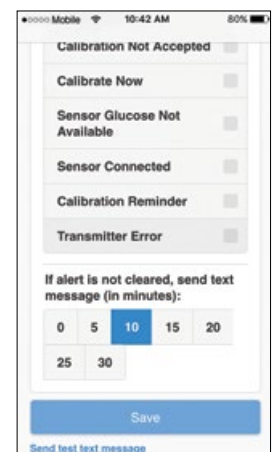 Mobile 10:42 AM 80%
Calibration Not Accepted
Calibrate Now
Sensor Glucose Not
Available
Sensor Connected
Calibration Reminder
Transmitter Error
If alert is not cleared, send text
message (in minutes):
0 5 10 15 20
25 30
Save
Send test text message